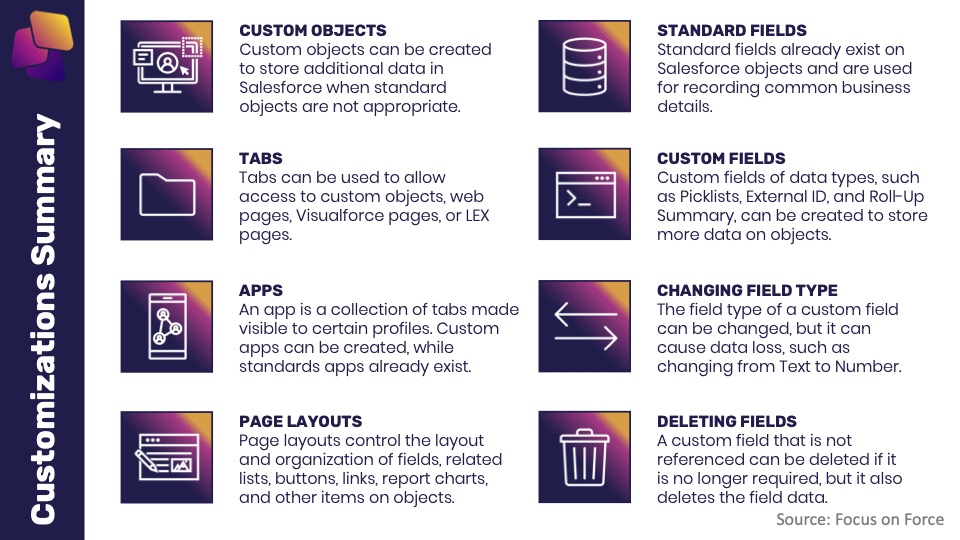 Customizations Summary
CUSTOM OBJECTS
Custom objects can be created
to store additional data in
Salesforce when standard
objects are not appropriate.
TABS
Tabs can be used to allow
access to custom objects, web
pages, Visualforce pages, or LEX
pages.
APPS
An app is a collection of tabs made
visible to certain profiles. Custom
apps can be created, while
standards apps already exist.
PAGE LAYOUTS
Page layouts control the layout
and organization of fields, related
lists, buttons, links, report charts,
and other items on objects.
STANDARD FIELDS
Standard fields already exist on
Salesforce objects and are used
for recording common business
details.
CUSTOM FIELDS
Custom fields of data types, such
as Picklists, External ID, and Roll-Up
Summary, can be created to store
more data on objects.
CHANGING FIELD TYPE
The field type of a custom field
can be changed, but it can
cause data loss, such as
changing from Text to Number.
DELETING FIELDS
A custom field that is not
referenced can be deleted if it
is no longer required, but it also
deletes the field data.
Source: Focus on Force